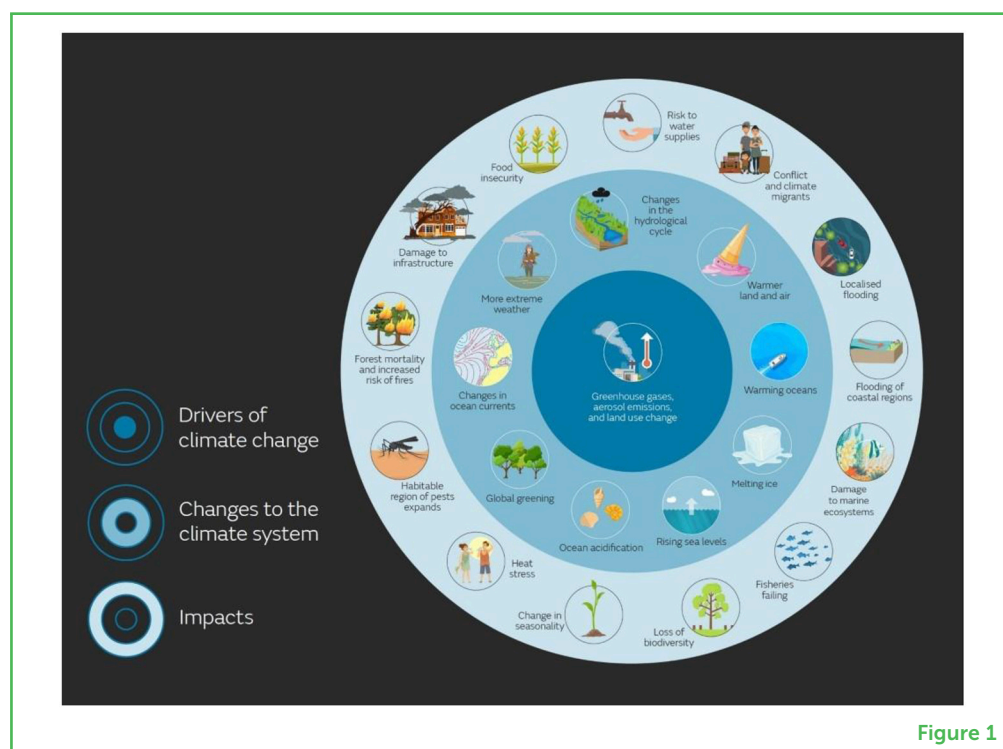 Risk to
water
supplies
Food
insecurity
Conflict
and climate
migrants
Changes
in the
hydrological
cycle
Damage to
infrastructure
Warmer
land and air
Localised
flooding
More extreme
weather
Forest mortality
and increased
risk of fires
Changes in
ocean currents
Greenhouse gases,
aerosol emissions,
and land use change
Warming oceans
Flooding of
coastal regions
Drivers of
climate change
Habitable
region of pests
expands
Global greening
Melting ice
Damage
to marine
ecosystems
Changes to the
climate system
Ocean acidification
Rising sea levels
Heat
stress
Fisheries
failing
Impacts
Change in
seasonality
Loss of
biodiversity
Figure 1